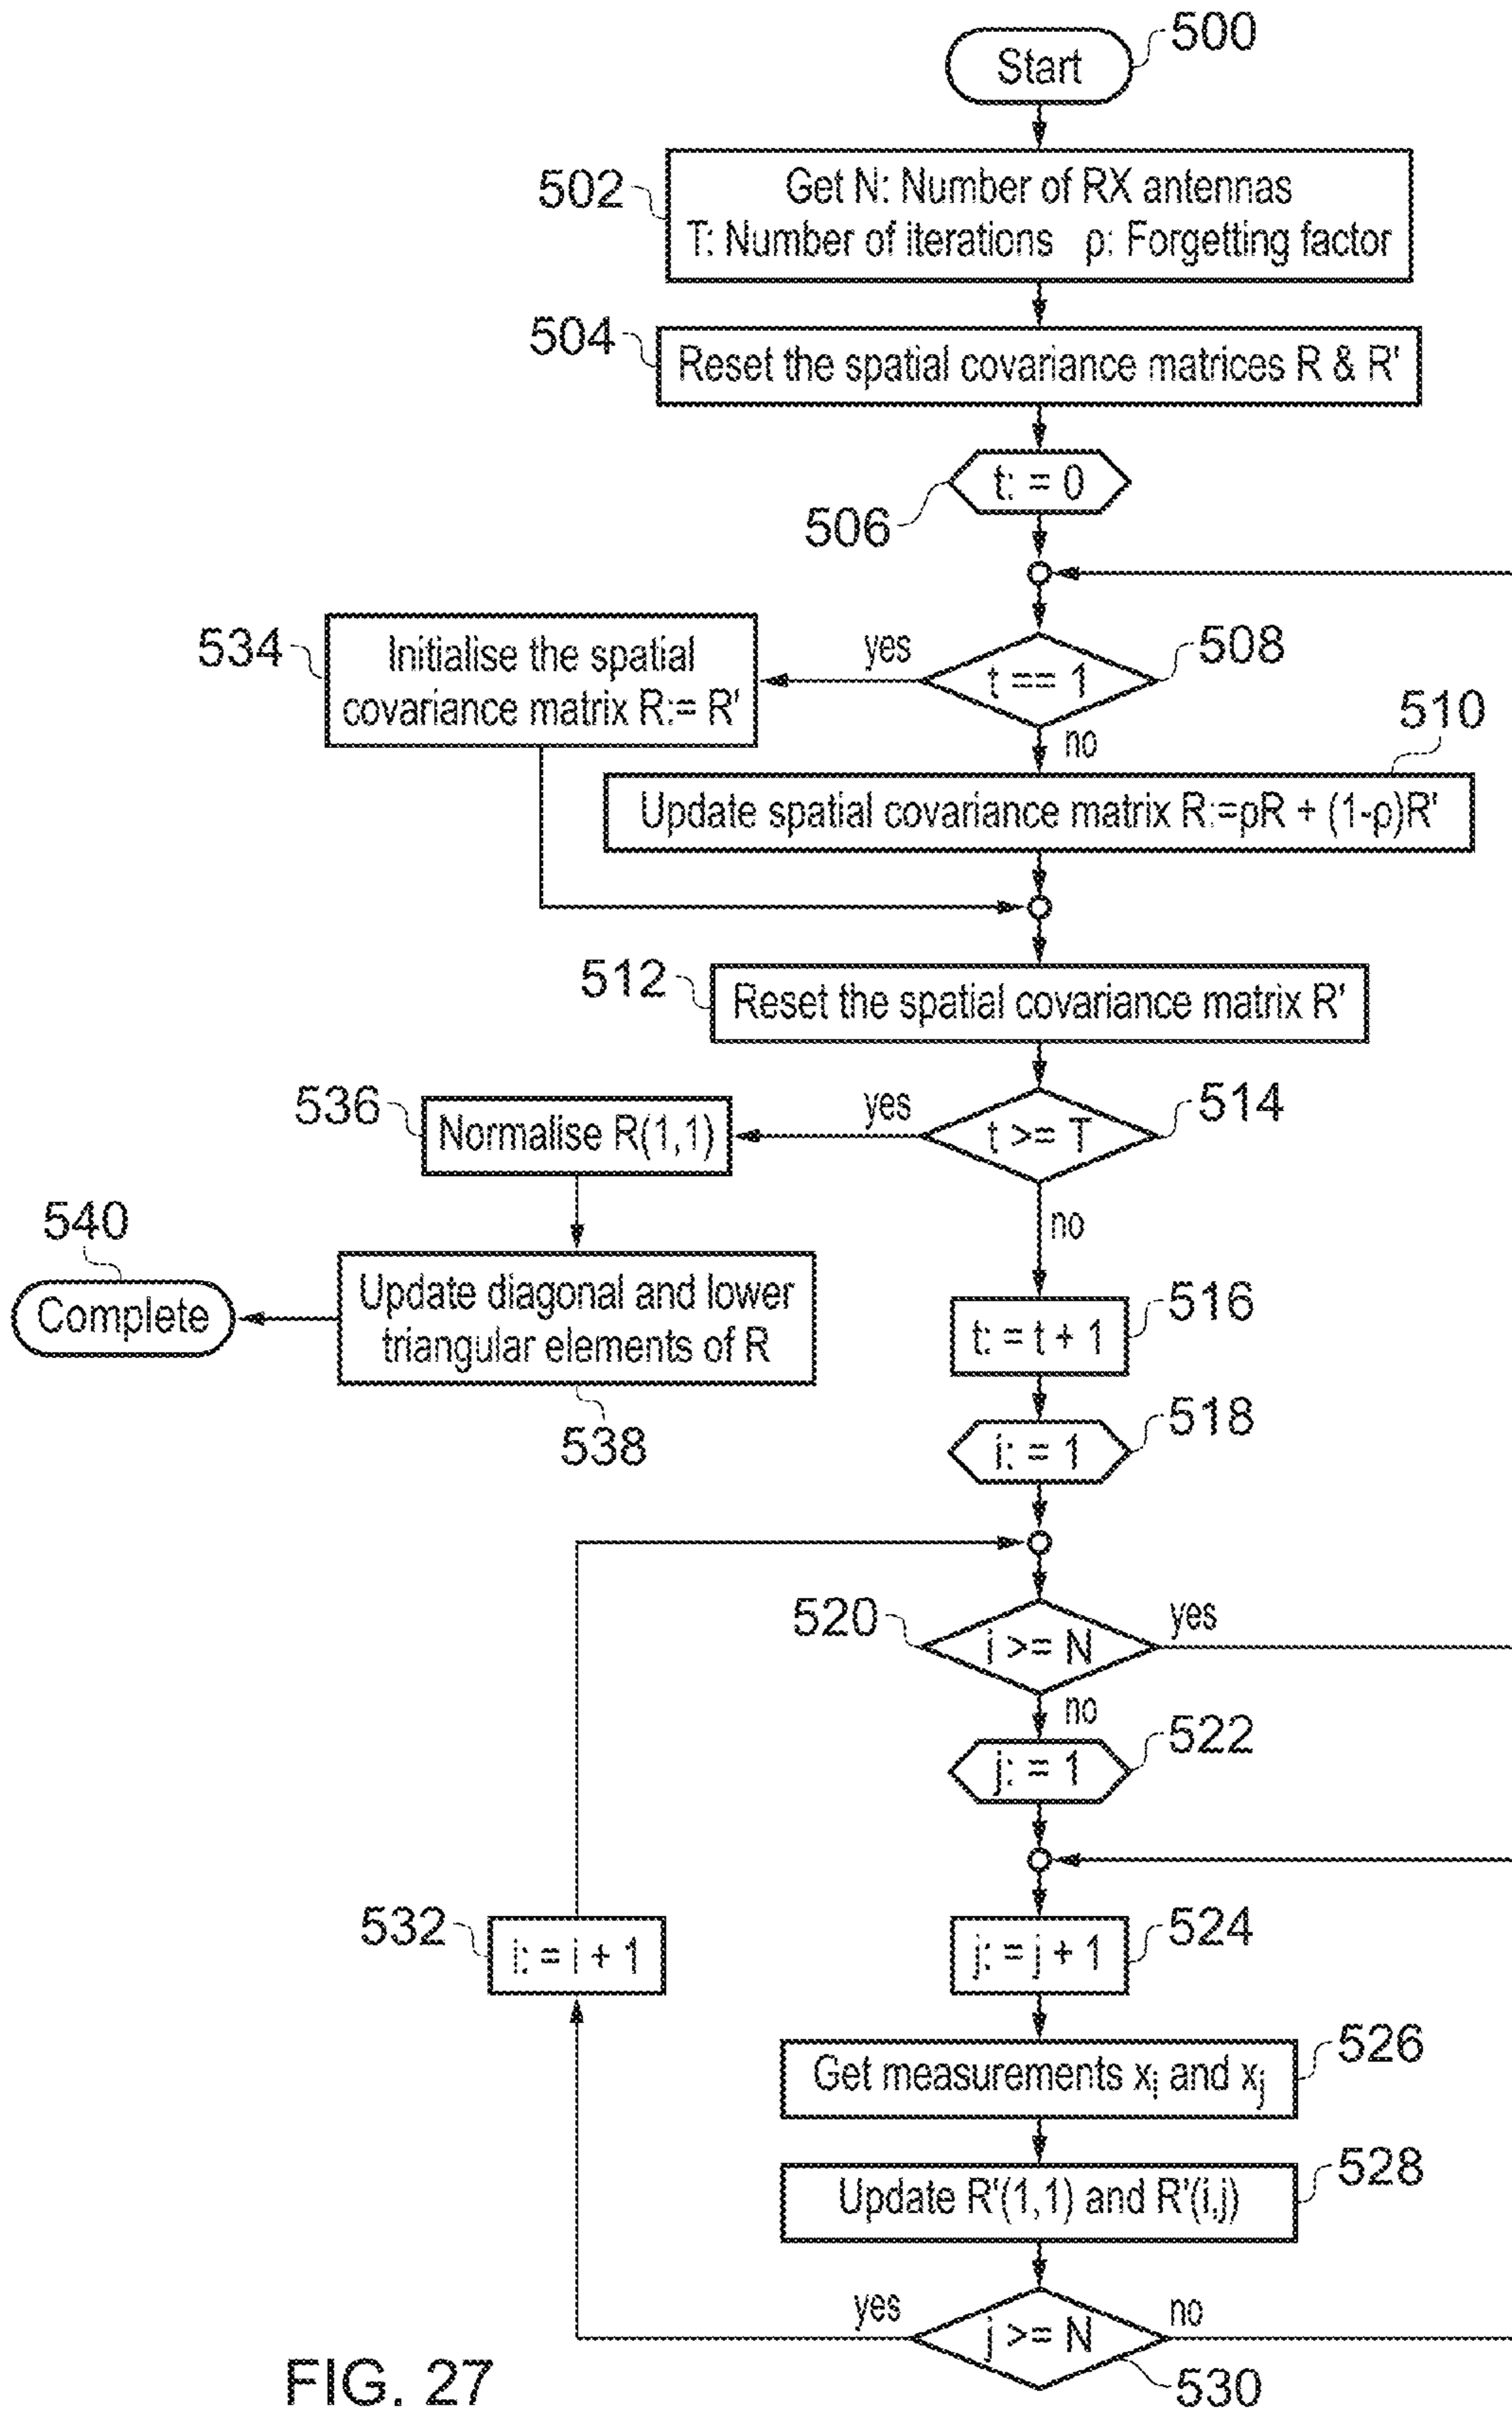 Start
500
502
Get N: Number of RX antennas
T: Number of iterations ρ: Forgetting factor
504
Reset the spatial covariance matrices R & R'
t: = 0
506
534
Initialise the spatial
covariance matrix R:= R'
yes
t == 1
508
no
510
Update spatial covariance matrix R:=ρR + (1-ρ)R'
512
Reset the spatial covariance matrix R'
536
Normalise R(1,1)
yes
t >= T
514
no
540
Complete
Update diagonal and lower
triangular elements of R
538
t: = t + 1
516
i: = 1
518
520
i >= N
yes
no
j: = 1
522
532
i: = i + 1
j: = j + 1
524
Get measurements xi and xj
526
Update R'(1,1) and R'(i,j)
528
yes
j >= N
no
530
FIG. 27